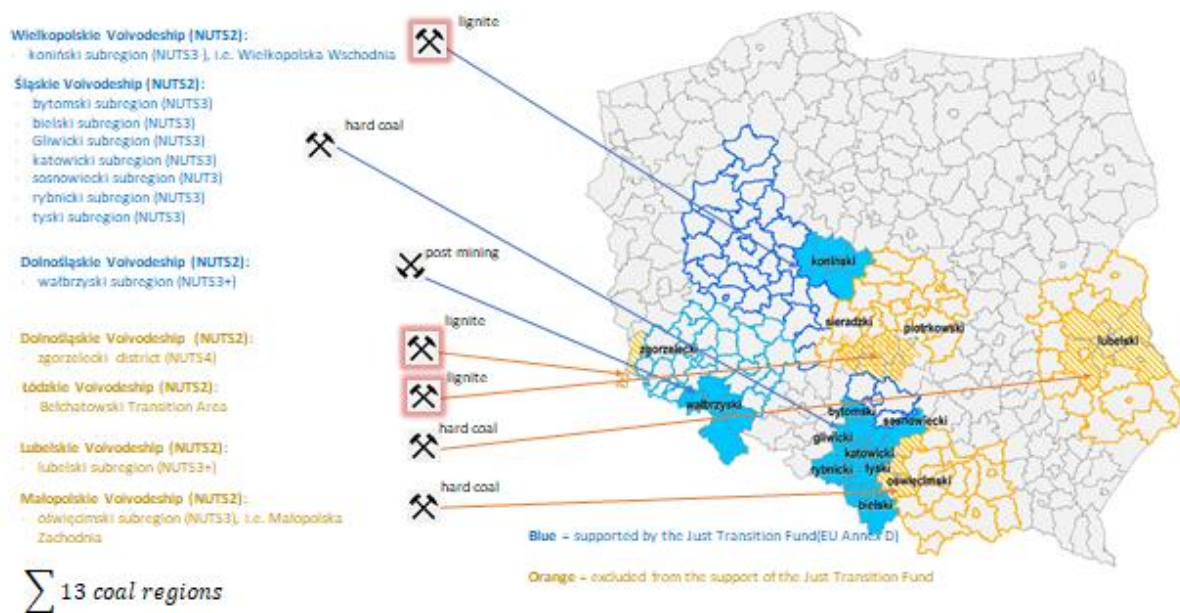 Wielkopolskie Voivodeship (NUTS2):
koniński subregion (NUTS3 ), i.e. Wielkopolska Wschodnia
Śląskie Voivodeship (NUTS2):
bytomski subregion (NUTS3)
bielski subregion (NUTS3)
Gliwicki subregion (NUTS3)
katowicki subregion (NUTS3)
sosnowiecki subregion (NUT3)
rybnicki subregion (NUTS3)
tyski subregion (NUTS3)
Dolnośląskie Voivodeship (NUTS2):
wałbrzyski subregion (NUTS3+)
Dolnośląskie Voivodeship (NUTS2):
zgorzelecki district (NUTS4)
Łódzkie Voivodeship (NUTS2):
Bełchatowski Transition Area
Lubelskie Voivodeship (NUTS2):
lubelski subregion (NUTS3+)
Małopolskie Voivodeship (NUTS2):
oświęcimski subregion (NUTS3), i.e. Małopolska
Zachodnia
∑ 13 coal regions
lignite
hard coal
post mining
lignite
lignite
hard coal
hard coal
koniński
sieradzki
piotrkowski
zgorzelecki
lubelski
wałbrzyski
bytomski
sosnowiecki
gliwicki
katowicki
rybnicki
tyski
oświęcimski
bielski
Blue = supported by the Just Transition Fund(EU Annex D)
Orange = excluded from the support of the Just Transition Fund